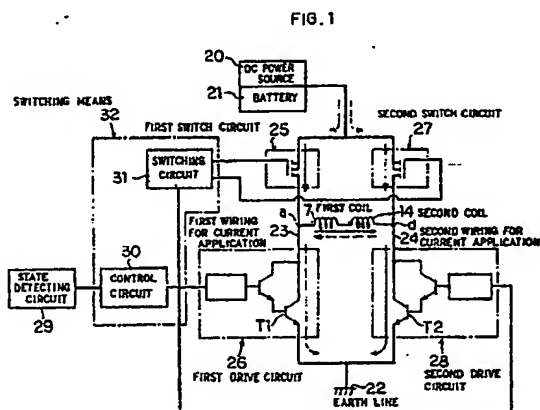 FIG.1
20
DC POWER
SOURCE
21
BATTERY
SWITCHING MEANS
32
FIRST SWITCH CIRCUIT
25
SECOND SWITCH CIRCUIT
27
SWITCHING
CIRCUIT
31
a
7
FIRST COIL
14
SECOND COIL
d
FIRST WIRING
FOR CURRENT
APPLICATION
23
24
SECOND WIRING FOR
CURRENT APPLICATION
30
CONTROL
CIRCUIT
STATE
DETECTING
CIRCUIT
29
T1
T2
26
FIRST DRIVE CIRCUIT
22
EARTH LINE
28
SECOND DRIVE
CIRCUIT